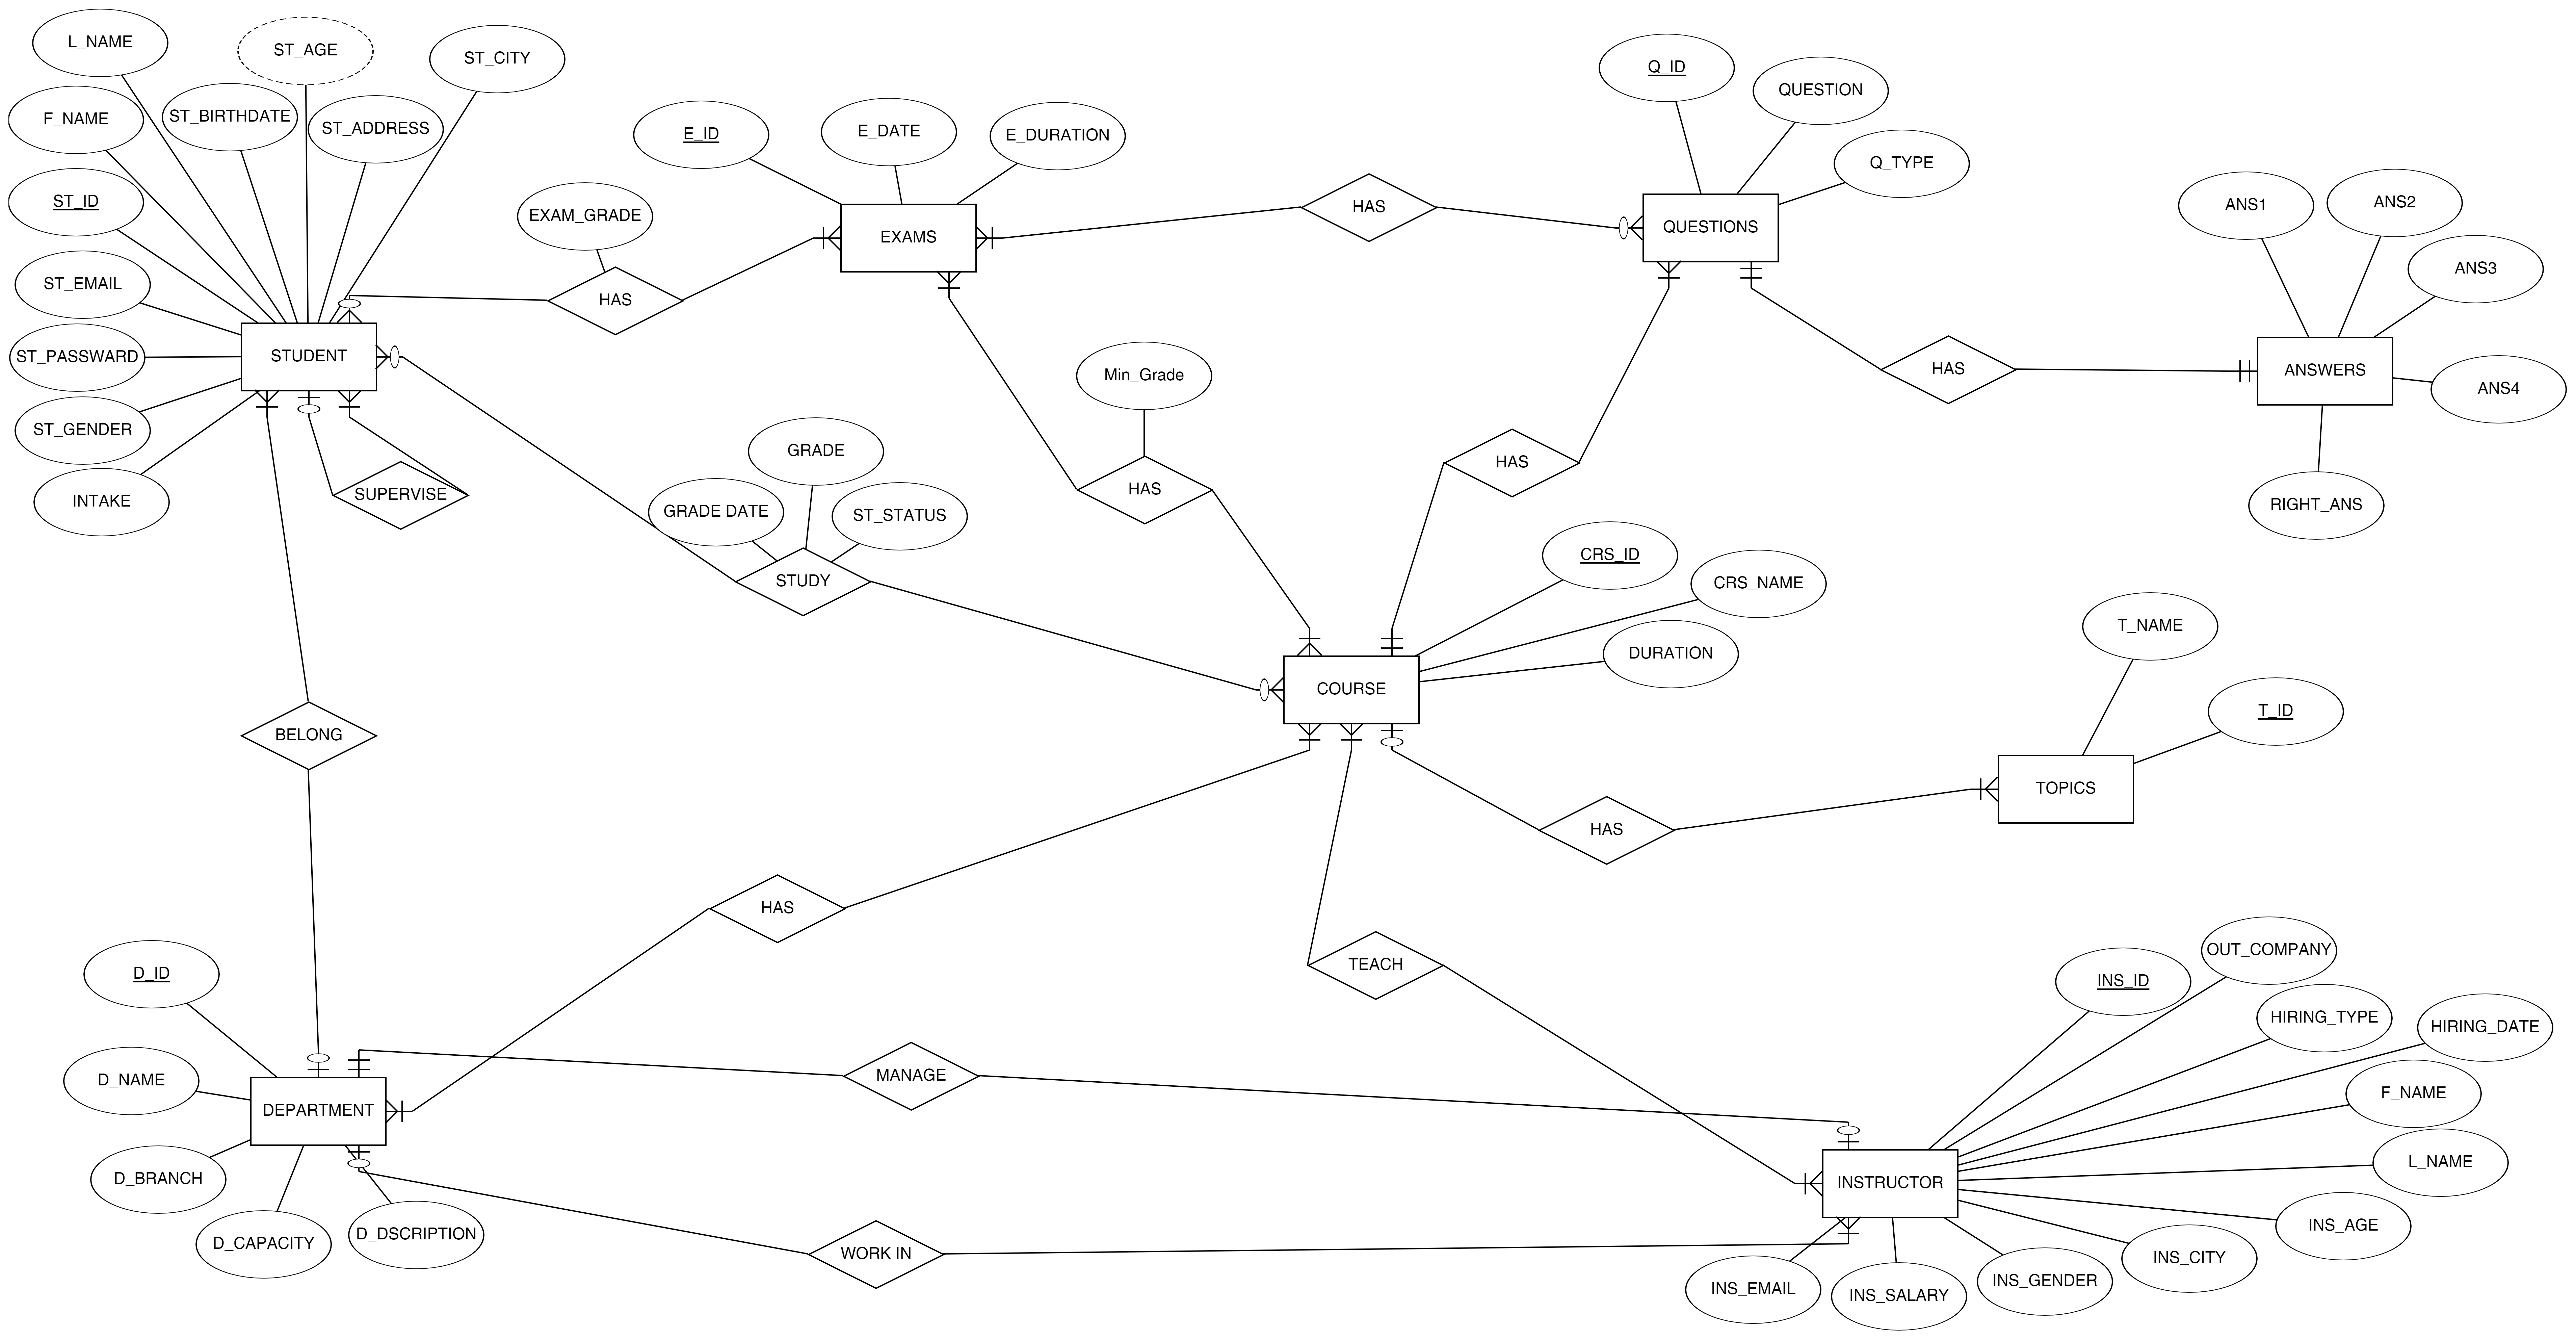 L_NAME
ST_AGE
ST_CITY
F_NAME
ST_BIRTHDATE
ST_ADDRESS
ST_ID
ST_EMAIL
ST_PASSWARD
ST_GENDER
INTAKE
STUDENT
SUPERVISE
EXAM_GRADE
HAS
E_ID
E_DATE
E_DURATION
EXAMS
HAS
Q_ID
QUESTION
Q_TYPE
QUESTIONS
ANS1
ANS2
ANS3
ANS4
ANSWERS
RIGHT_ANS
HAS
Min_Grade
HAS
HAS
GRADE
GRADE DATE
ST_STATUS
STUDY
CRS_ID
CRS_NAME
DURATION
COURSE
T_NAME
T_ID
TOPICS
HAS
BELONG
HAS
TEACH
D_ID
D_NAME
DEPARTMENT
D_BRANCH
D_CAPACITY
D_DSCRIPTION
MANAGE
WORK IN
OUT_COMPANY
INS_ID
HIRING_TYPE
HIRING_DATE
F_NAME
L_NAME
INSTRUCTOR
INS_AGE
INS_CITY
INS_GENDER
INS_EMAIL
INS_SALARY